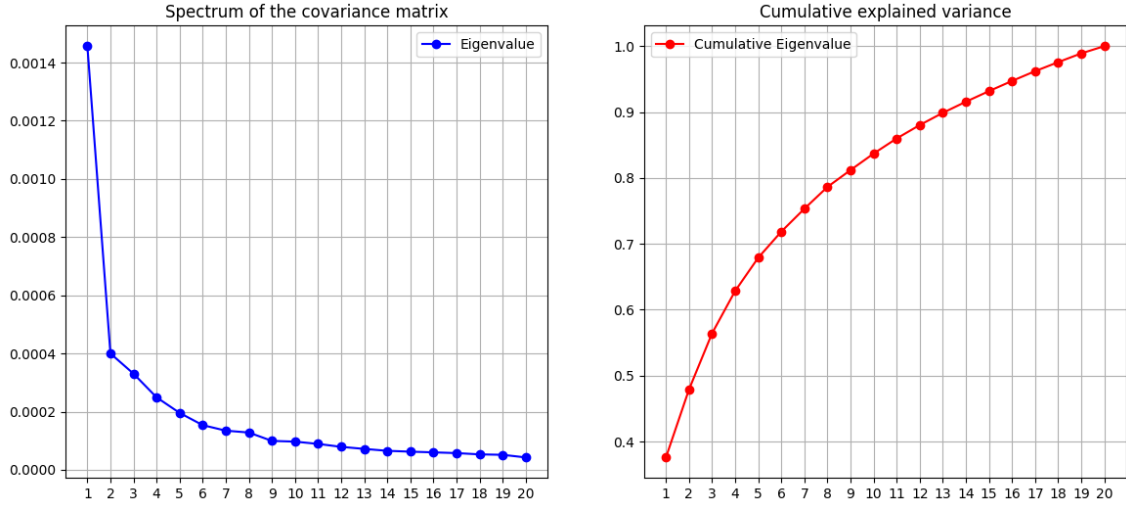 Spectrum of the covariance matrix
Eigenvalue
0.0014
0.0012
0.0010
0.0008
0.0006
0.0004
0.0002
0.0000
1 2 3 4 5 6 7 8 9 10 11 12 13 14 15 16 17 18 19 20
Cumulative explained variance
Cumulative Eigenvalue
1.0
0.9
0.8
0.7
0.6
0.5
0.4
1 2 3 4 5 6 7 8 9 10 11 12 13 14 15 16 17 18 19 20